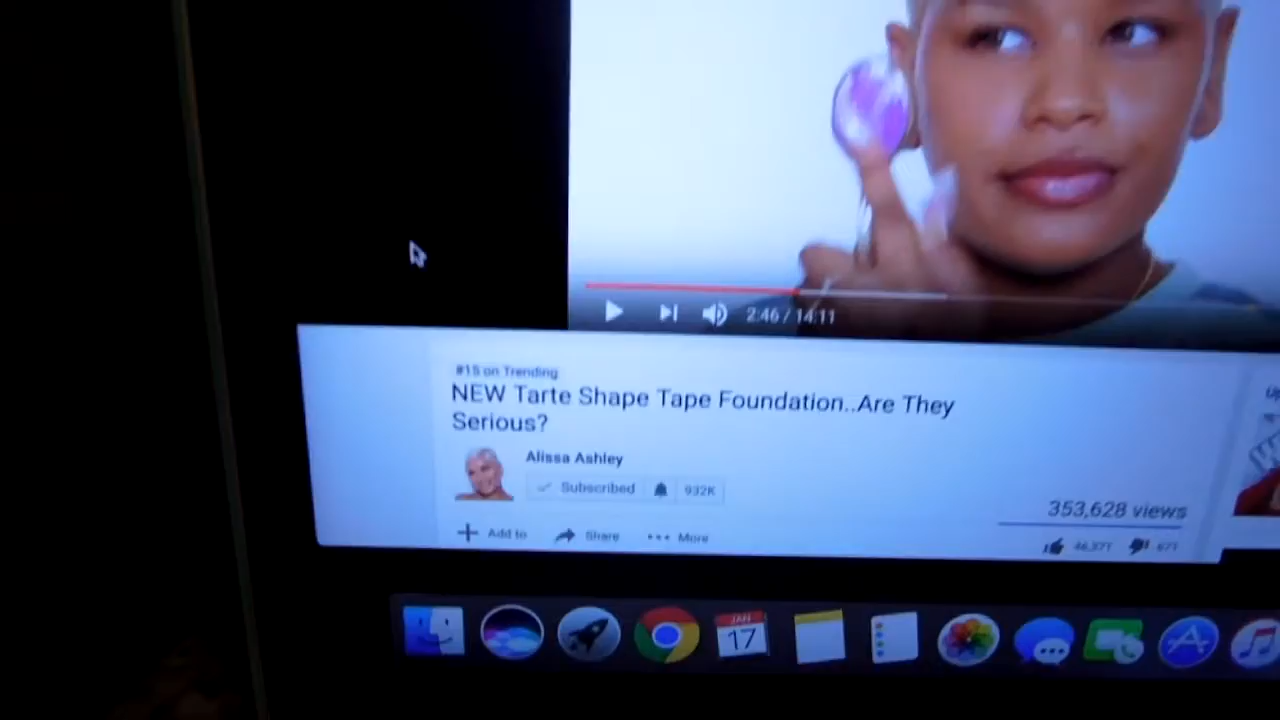 2:46 / 14:11
#15 on Trending
NEW Tarte Shape Tape Foundation..Are They
Serious?
Alissa Ashley
Subscribed 932K
353,628 views
Add to Share More
671
JAN
17